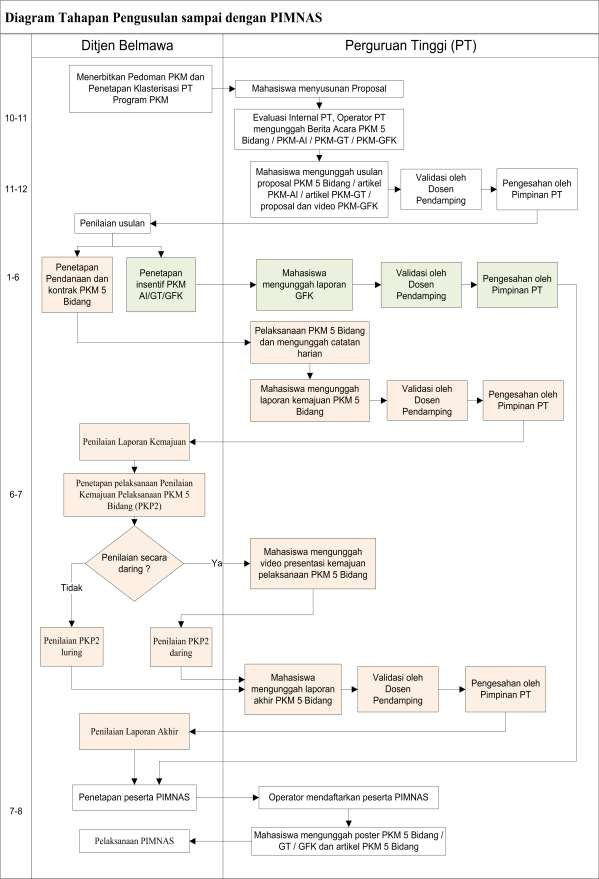 Diagram Tahapan Pengusulan sampai dengan PIMNAS
Ditjen Belmawa
Perguruan Tinggi (PT)
Menerbitkan Pedoman PKM dan
Penetapan Klasterisasi PT
Program PKM
Mahasiswa menyusunan Proposal
10-11
Evaluasi Internal PT, Operator PT
mengunggah Berita Acara PKM 5
Bidang / PKM-AI / PKM-GT / PKM-GFK
11-12
Mahasiswa mengunggah usulan
proposal PKM 5 Bidang / artikel
PKM-AI / artikel PKM-GT /
proposal dan video PKM-GFK
Validasi oleh
Dosen
Pendamping
Pengesahan oleh
Pimpinan PT
Penilaian usulan
1-6
Penetapan
Pendanaan dan
kontrak PKM 5
Bidang
Penetapan
insentif PKM
AI/GT/GFK
Mahasiswa
mengunggah laporan
GFK
Validasi oleh
Dosen
Pendamping
Pengesahan oleh
Pimpinan PT
Pelaksanaan PKM 5 Bidang
dan mengunggah catatan
harian
Mahasiswa mengunggah
laporan kemajuan PKM 5
Bidang
Validasi oleh
Dosen
Pendamping
Pengesahan oleh
Pimpinan PT
Penilaian Laporan Kemajuan
6-7
Penetapan pelaksanaan Penilaian
Kemajuan Pelaksanaan PKM 5
Bidang (PKP2)
Penilaian secara
daring ?
Ya
Tidak
Mahasiswa mengunggah
video presentasi kemajuan
pelaksanaan PKM 5 Bidang
Penilaian PKP2
luring
Penilaian PKP2
daring
Mahasiswa
mengunggah laporan
akhir PKM 5 Bidang
Validasi oleh
Dosen
Pendamping
Pengesahan oleh
Pimpinan PT
Penilaian Laporan Akhir
7-8
Penetapan peserta PIMNAS
Operator mendaftarkan peserta PIMNAS
Pelaksanaan PIMNAS
Mahasiswa mengunggah poster PKM 5 Bidang /
GT / GFK dan artikel PKM 5 Bidang